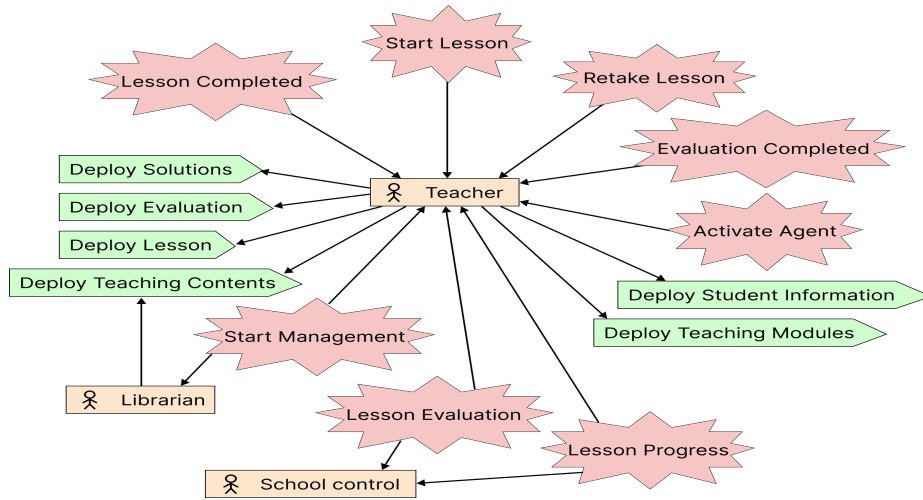 Start Lesson
Lesson Completed
Retake Lesson
Evaluation Completed
Deploy Solutions
Teacher
Deploy Evaluation
Activate Agent
Deploy Lesson
Deploy Teaching Contents
Deploy Student Information
Start Management
Deploy Teaching Modules
Librarian
Lesson Evaluation
Lesson Progress
School control